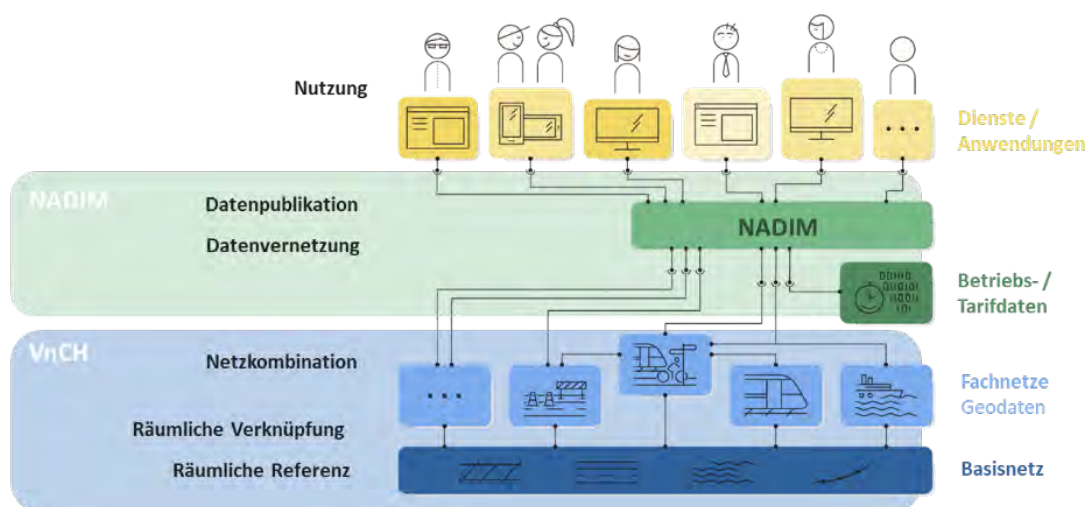 Nutzung
Dienste /
Anwendungen
NADIM
Datenpublikation
NADIM
Datenvernetzung
Betriebs- /
Tarifdaten
VnCH
Netzkombination
Fachnetze
Geodaten
Räumliche Verknüpfung
Räumliche Referenz
Basisnetz